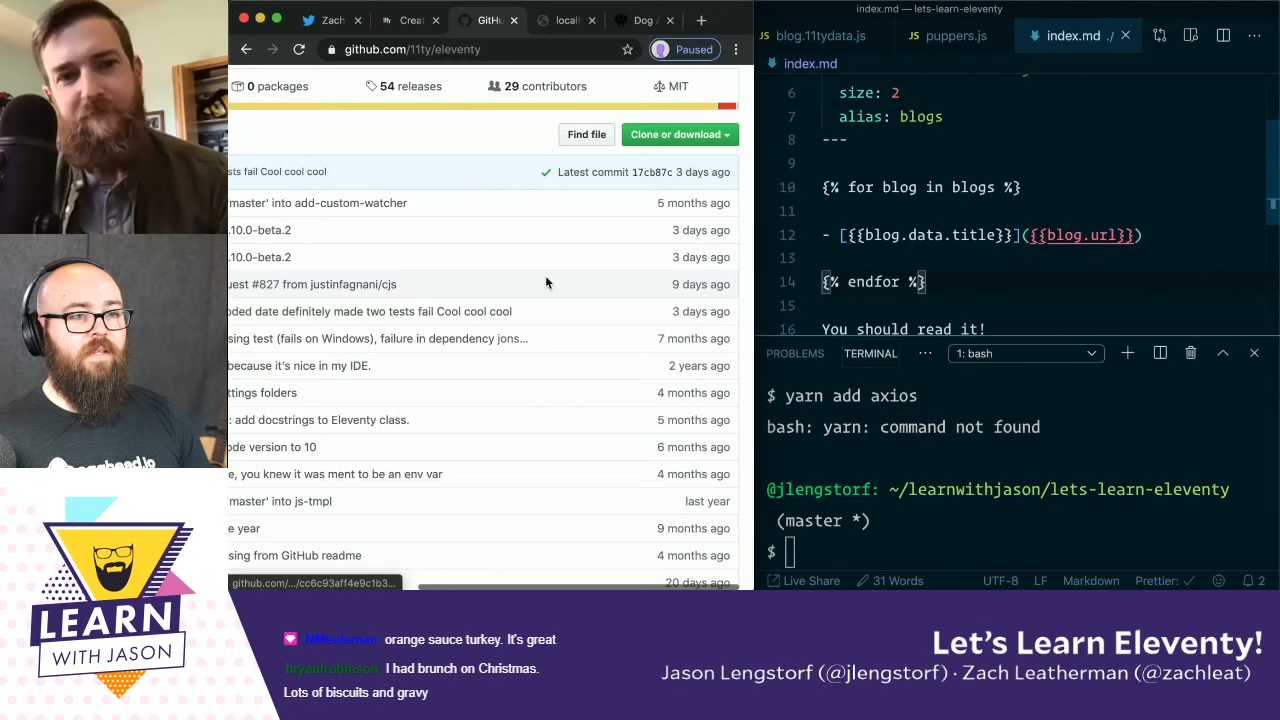 Zach
Creat
GitHu
locall
Dog A
github.com/11ty/eleventy
Paused
0 packages
54 releases
29 contributors
MIT
Find file
Clone or download
sts fail Cool cool cool
Latest commit 17cb87c 3 days ago
'master' into add-custom-watcher
5 months ago
.10.0-beta.2
3 days ago
.10.0-beta.2
3 days ago
uest #827 from justinfagnani/cjs
9 days ago
oded date definitely made two tests fail Cool cool cool
3 days ago
sing test (fails on Windows), failure in dependency jons...
7 months ago
because it's nice in my IDE.
2 years ago
ttings folders
4 months ago
: add docstrings to Eleventy class.
5 months ago
ode version to 10
6 months ago
e, you knew it was ment to be an env var
4 months ago
'master' into js-tmpl
last year
e year
9 months ago
sing from GitHub readme
4 months ago
github.com/.../cc6c93aff4e9c1b3...
20 days ago
index.md — lets-learn-eleventy
blog.11tydata.js
JS puppers.js
index.md ./
index.md
6 size: 2
7 alias: blogs
8 ---
9
10 {% for blog in blogs %}
11
12 - [{{blog.data.title}}]({{blog.url}})
13
14 {% endfor %}
15
16 You should read it!
PROBLEMS TERMINAL ... 1: bash
$ yarn add axios
bash: yarn: command not found
@jlengstorf: ~/learnwithjason/lets-learn-eleventy
(master *)
$
Live Share 31 Words UTF-8 LF Markdown Prettier: ✓ 2
LEARN
WITH JASON
NMeuleman orange sauce turkey. It's great
bryanlrobinson I had brunch on Christmas.
Lots of biscuits and gravy
Let's Learn Eleventy!
Jason Lengstorf (@jlengstorf) · Zach Leatherman (@zachleat)